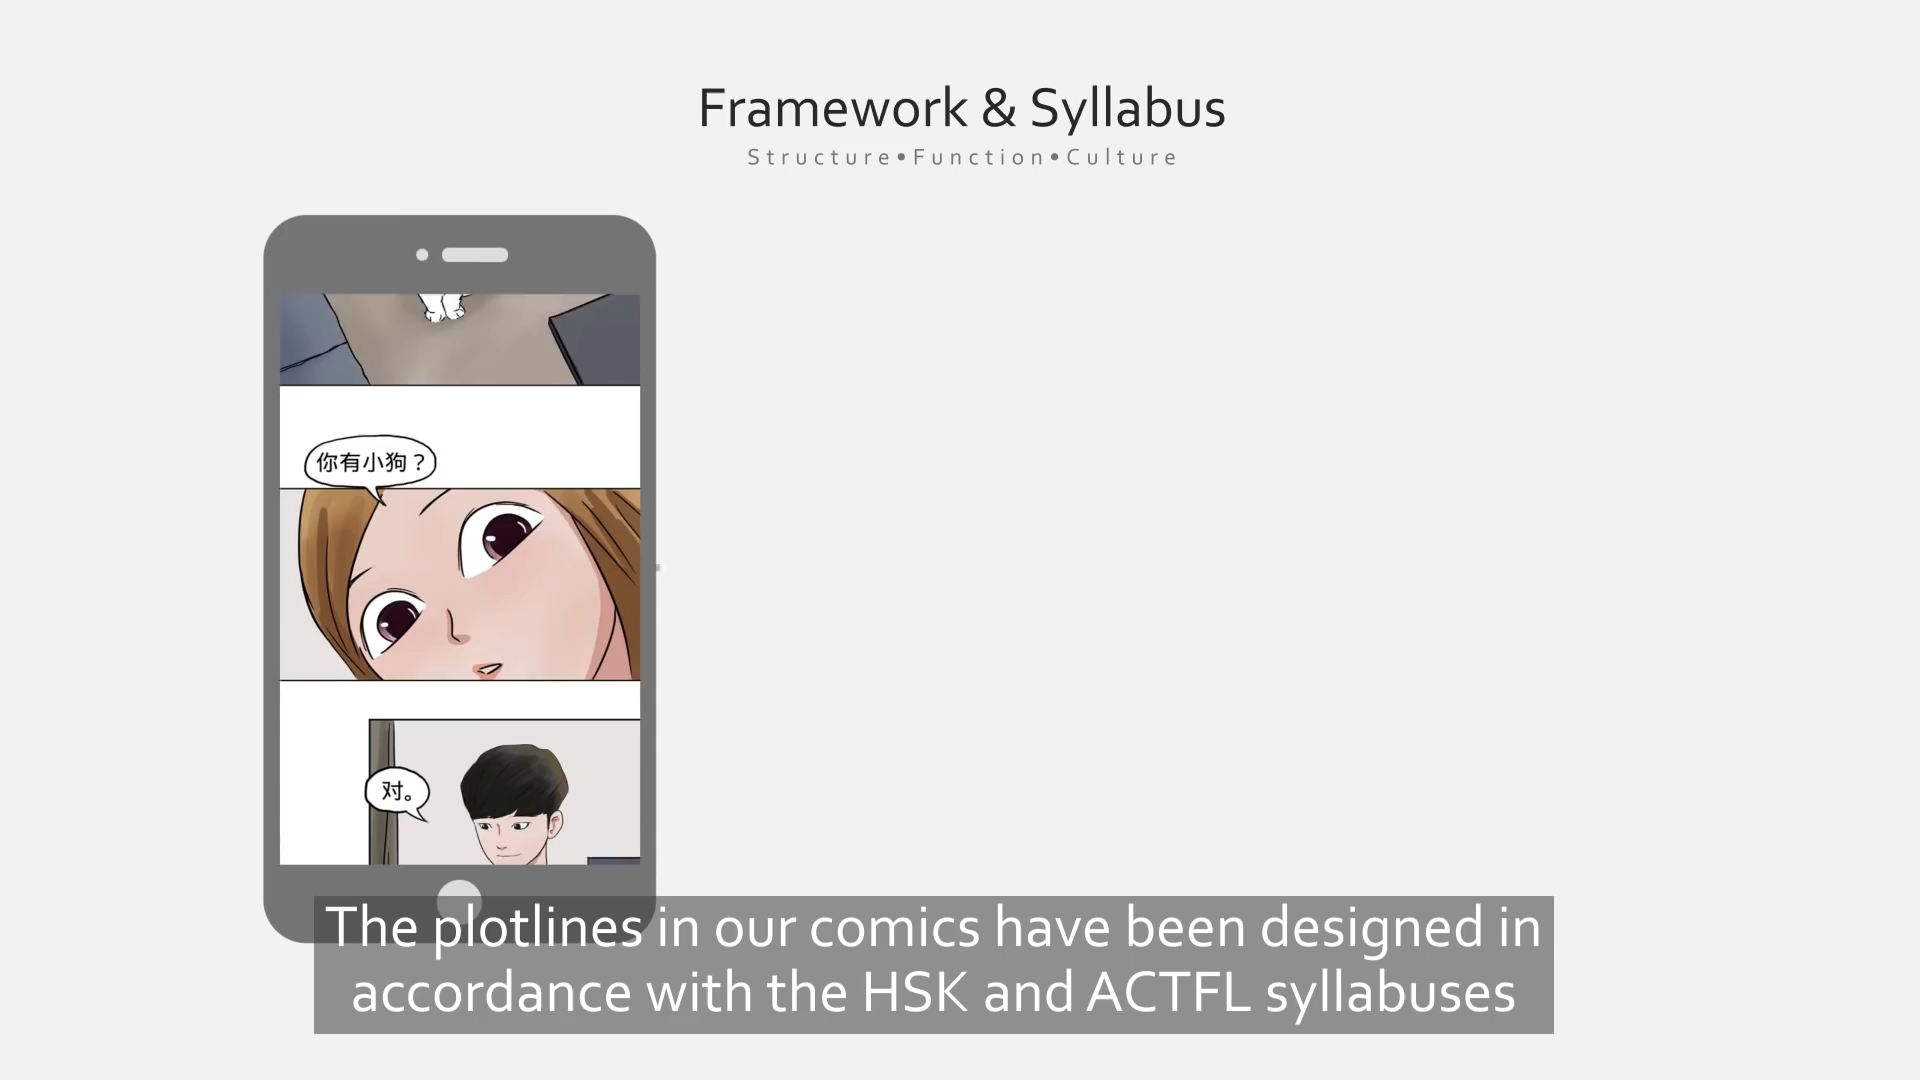 Framework & Syllabus
Structure•Function•Culture
你有小狗？
对。
The plotlines in our comics have been designed in
accordance with the HSK and ACTFL syllabuses